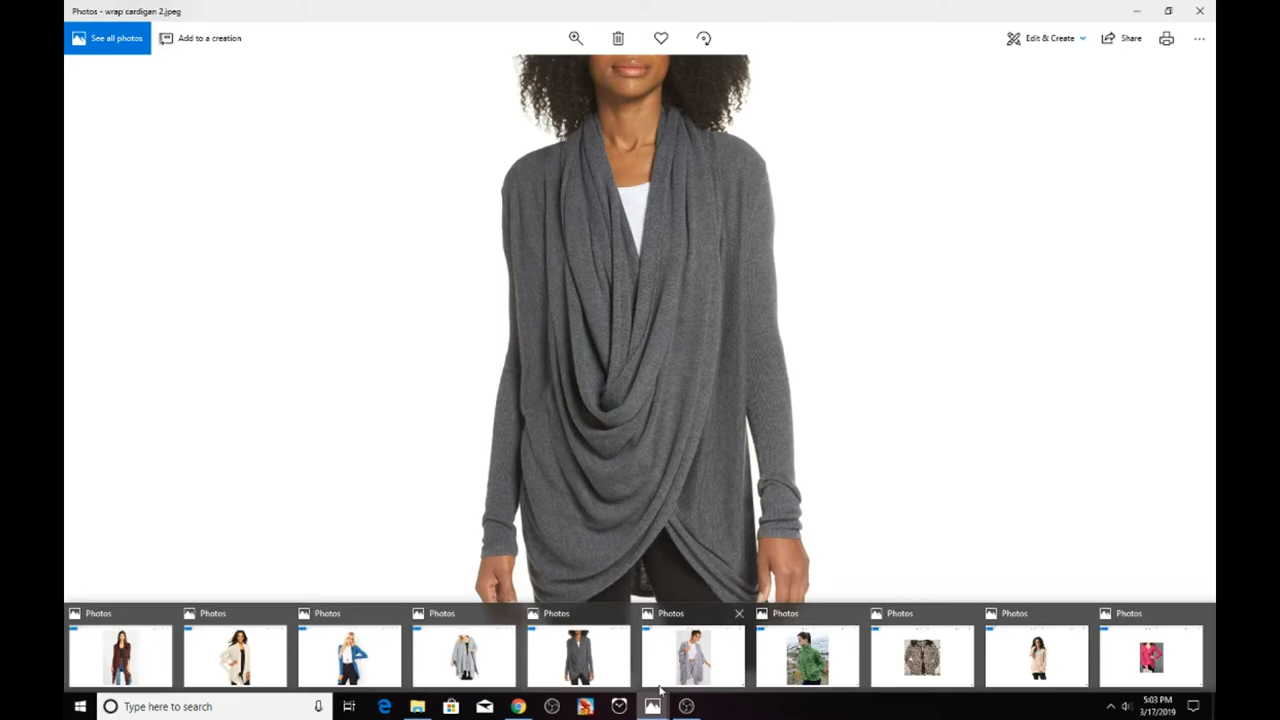 Photos - wrap cardigan 2.jpeg
See all photos
Add to a creation
Edit & Create
Share
Photos
Photos
Photos
Photos
Photos
Photos
Photos
Photos
Photos
Photos
Type here to search
5:03 PM
3/17/2019